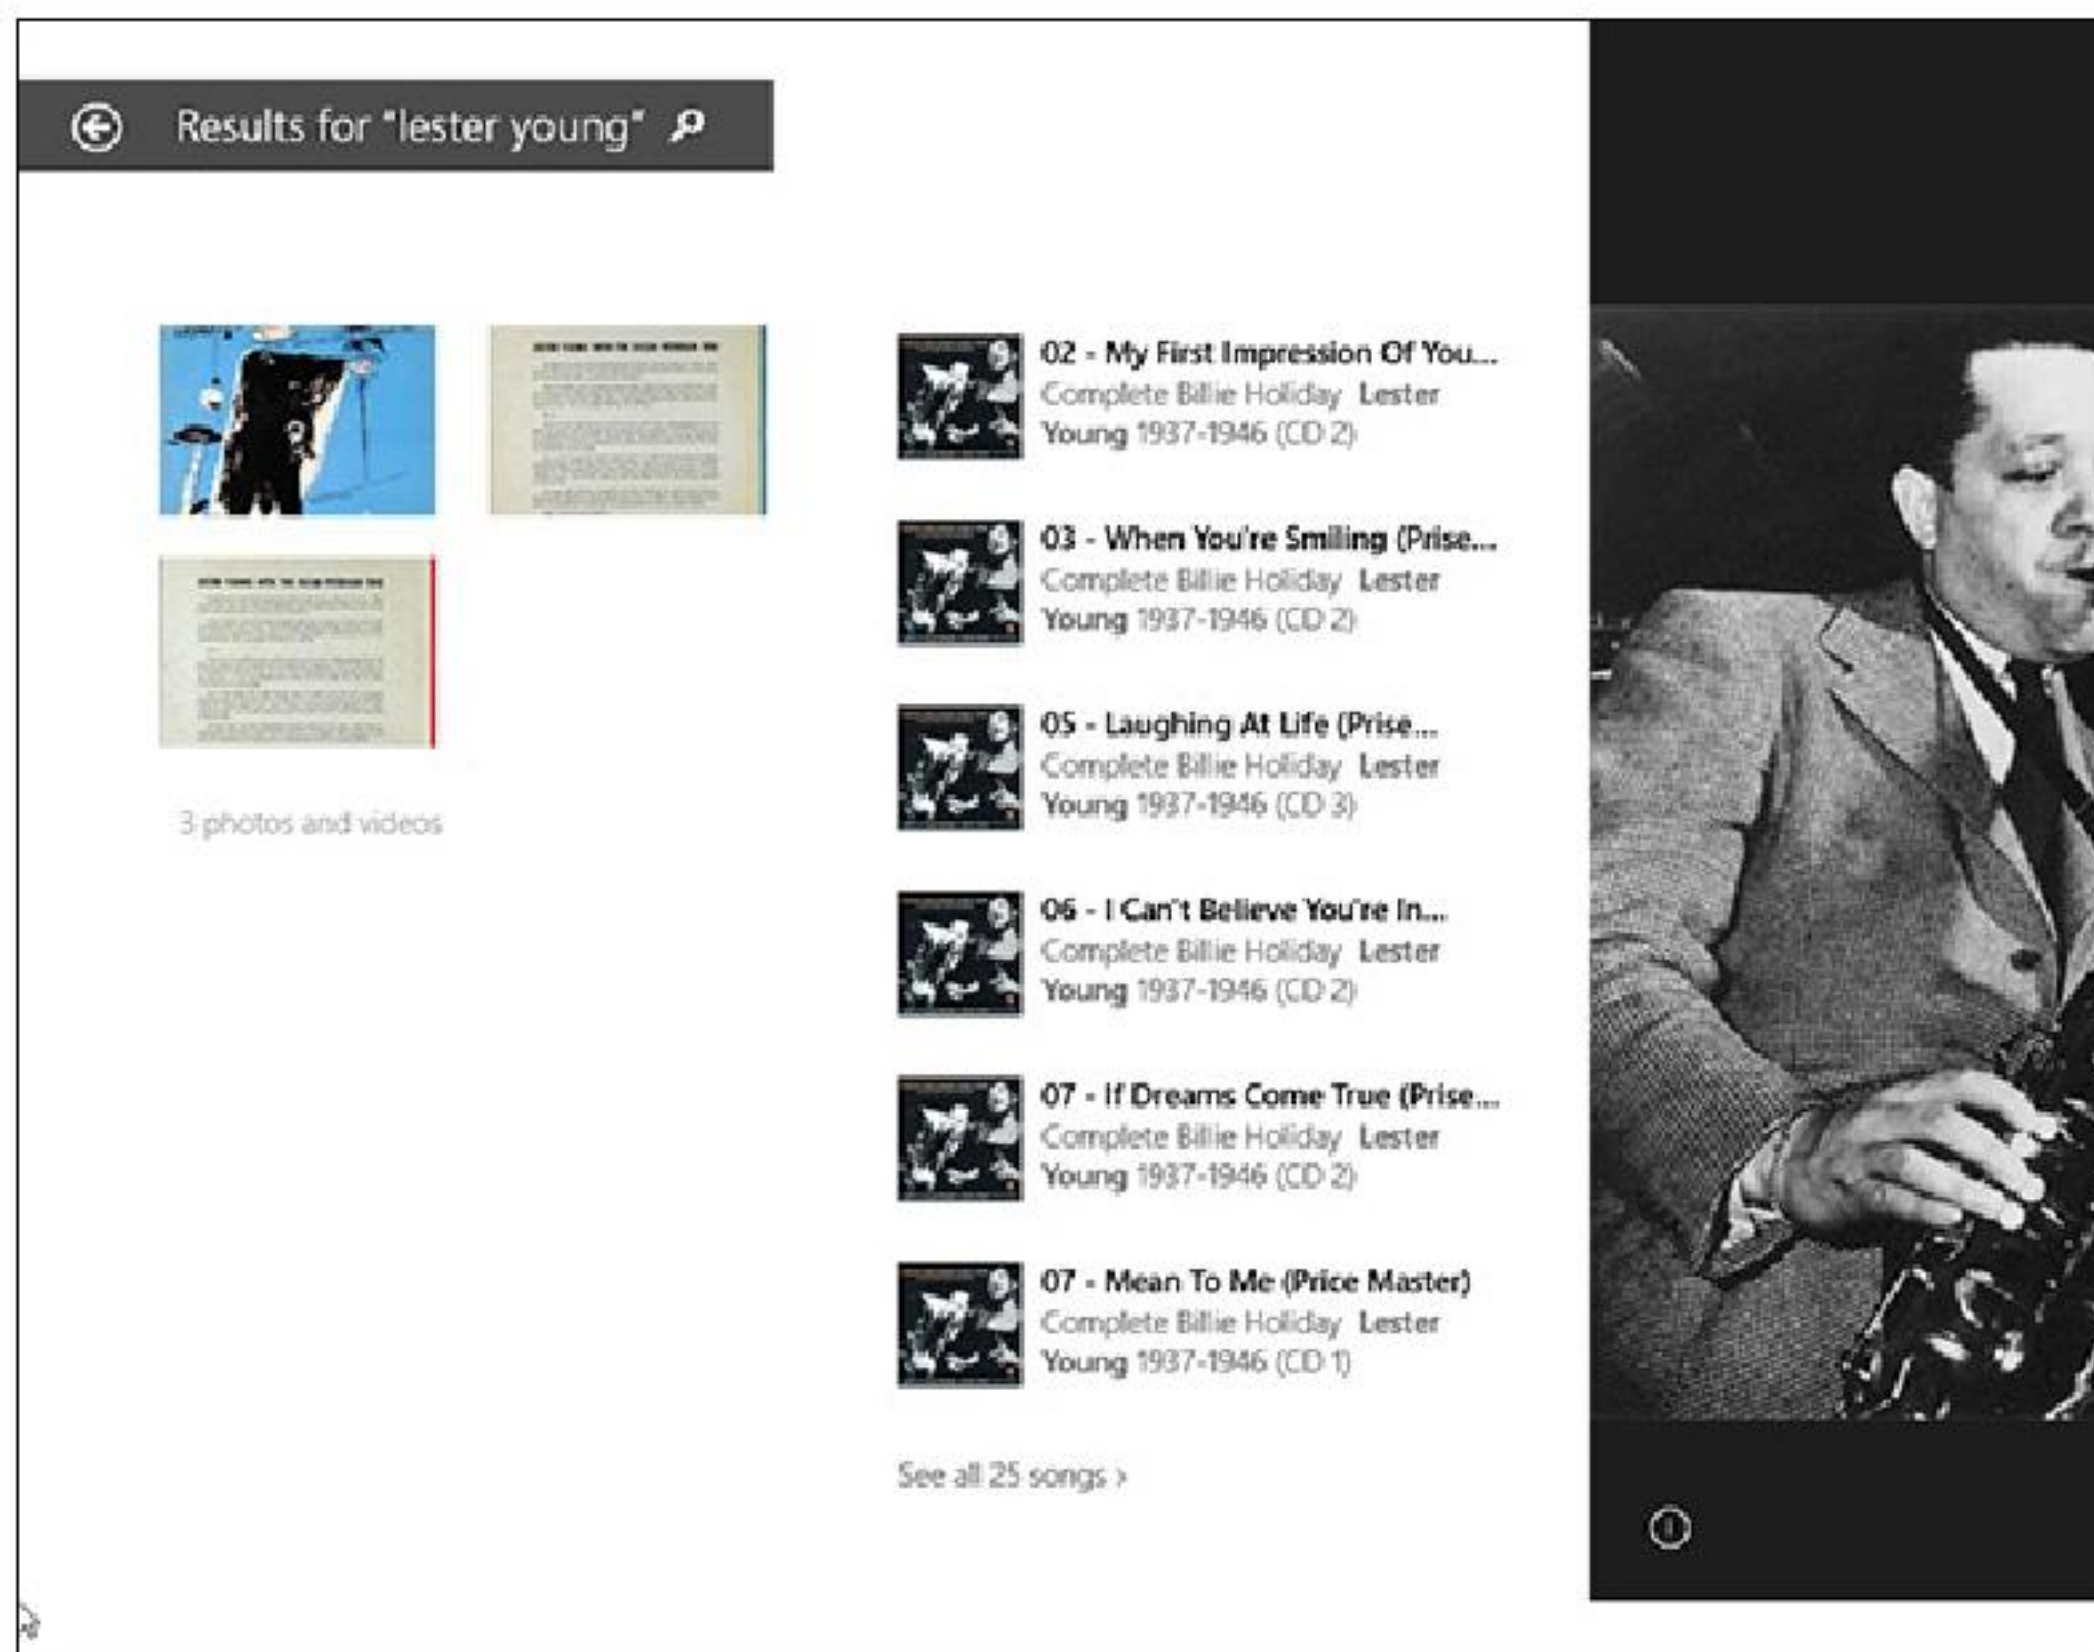 Results for "lester young"
3 photos and videos
02 - My First Impression Of You...
Complete Billie Holiday Lester
Young 1937-1946 (CD 2)
03 - When You're Smiling (Prise...
Complete Billie Holiday Lester
Young 1937-1946 (CD 2)
05 - Laughing At Life (Prise...
Complete Billie Holiday Lester
Young 1937-1946 (CD 3)
06 - I Can't Believe You're In...
Complete Billie Holiday Lester
Young 1937-1946 (CD 2)
07 - If Dreams Come True (Prise...
Complete Billie Holiday Lester
Young 1937-1946 (CD 2)
07 - Mean To Me (Price Master)
Complete Billie Holiday Lester
Young 1937-1946 (CD 1)
See all 25 songs >